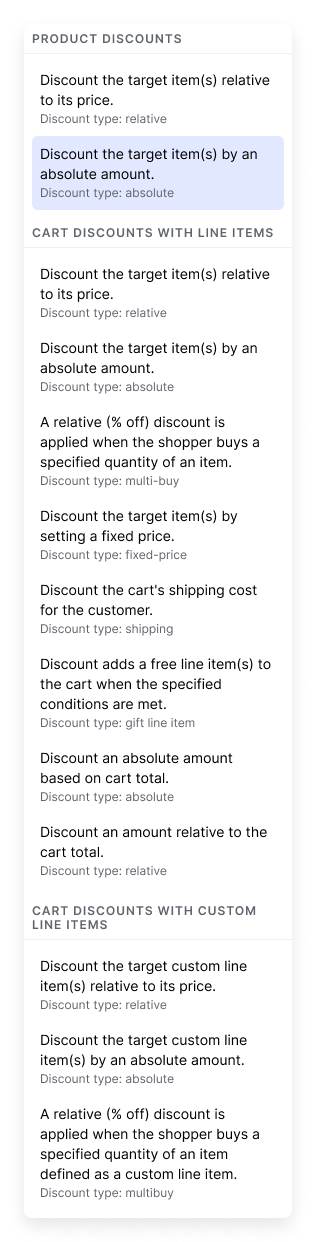 PRODUCT DISCOUNTS
Discount the target item(s) relative
to its price.
Discount type: relative
Discount the target item(s) by an
absolute amount.
Discount type: absolute
CART DISCOUNTS WITH LINE ITEMS
Discount the target item(s) relative
to its price.
Discount type: relative
Discount the target item(s) by an
absolute amount.
Discount type: absolute
A relative (% off) discount is
applied when the shopper buys a
specified quantity of an item.
Discount type: multi-buy
Discount the target item(s) by
setting a fixed price.
Discount type: fixed-price
Discount the cart's shipping cost
for the customer.
Discount type: shipping
Discount adds a free line item(s) to
the cart when the specified
conditions are met.
Discount type: gift line item
Discount an absolute amount
based on cart total.
Discount type: absolute
Discount an amount relative to the
cart total.
Discount type: relative
CART DISCOUNTS WITH CUSTOM
LINE ITEMS
Discount the target custom line
item(s) relative to its price.
Discount type: relative
Discount the target custom line
item(s) by an absolute amount.
Discount type: absolute
A relative (% off) discount is
applied when the shopper buys a
specified quantity of an item
defined as a custom line item.
Discount type: multibuy